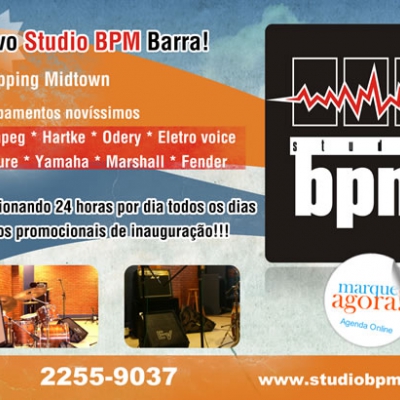 vo Studio BPM Barra!
pping Midtown
pamentos novíssimos
peg * Hartke * Odery * Eletro voice
ure * Yamaha * Marshall * Fender
ionando 24 horas por dia todos os dias
os promocionais de inauguração!!!
s t u d
bpm
marque
agora!
Agenda Online
2255-9037
www.studiobpm